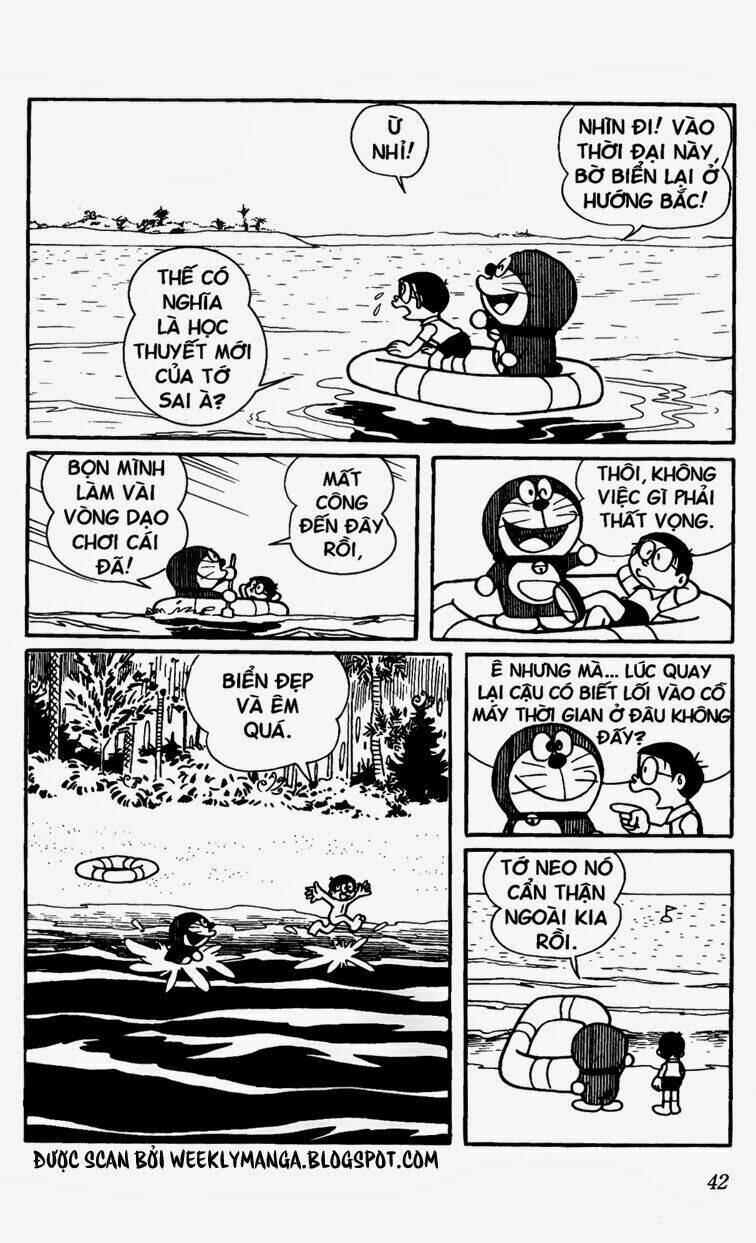 NHÌN ĐI! VÀO
THỜI ĐẠI NÀY,
BỜ BIỂN LẠI Ở
HƯỚNG BẮC!
Ừ
NHỈ!
THẾ CÓ
NGHĨA
LÀ HỌC
THUYẾT MỚI
CỦA TỚ
SAI À?
THÔI, KHÔNG
VIỆC GÌ PHẢI
THẤT VỌNG.
MẤT
CÔNG
ĐẾN ĐÂY
RỒI,
BỌN MÌNH
LÀM VÀI
VÒNG DẠO
CHƠI CÁI
ĐÃ!
Ê NHƯNG MÀ... LÚC QUAY
LẠI CẬU CÓ BIẾT LỐI VÀO CỖ
MÁY THỜI GIAN Ở ĐÂU KHÔNG
ĐẤY?
TỚ NEO NÓ
CẨN THẬN
NGOÀI KIA
RỒI.
BIỂN ĐẸP
VÀ ÊM
QUÁ.
ĐƯỢC SCAN BỞI WEEKLYMANGA.BLOGSPOT.COM
42